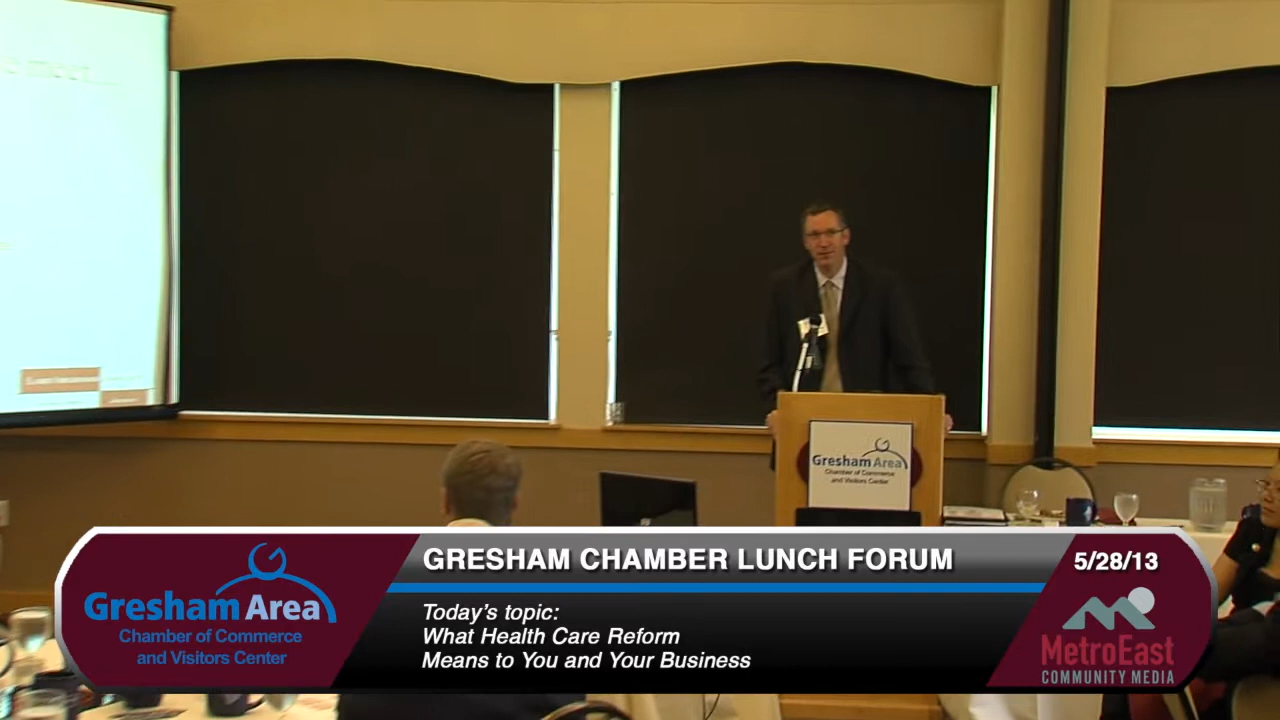 Gresham Area
Chamber of Commerce
and Visitors Center
GRESHAM CHAMBER LUNCH FORUM
Today's topic:
What Health Care Reform
Means to You and Your Business
5/28/13
MetroEast
COMMUNITY MEDIA
Gresham Area
Chamber of Commerce
and Visitors Center